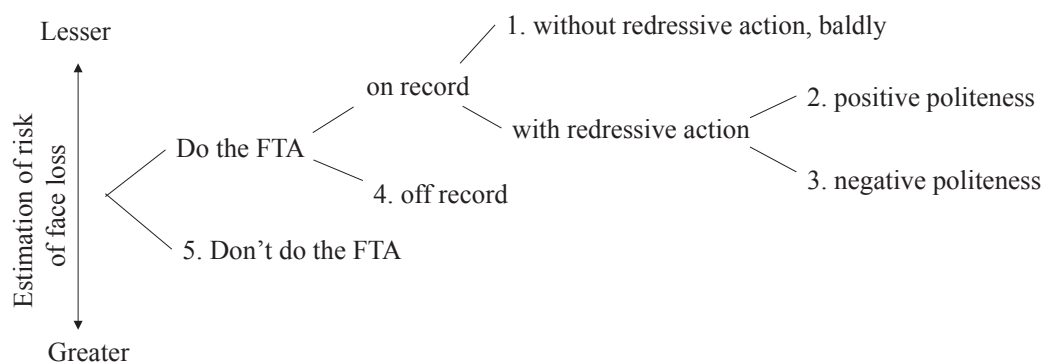 Lesser
1. without redressive action, baldly
on record
2. positive politeness
with redressive action
Do the FTA
3. negative politeness
4. off record
5. Don’t do the FTA
Estimation of risk
of face loss
Greater